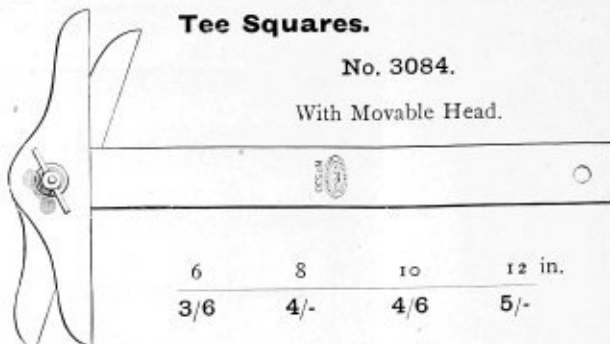 Tee Squares.
No. 3084.
With Movable Head.
6 8 10 12 in.
3/6 4/- 4/6 5/-